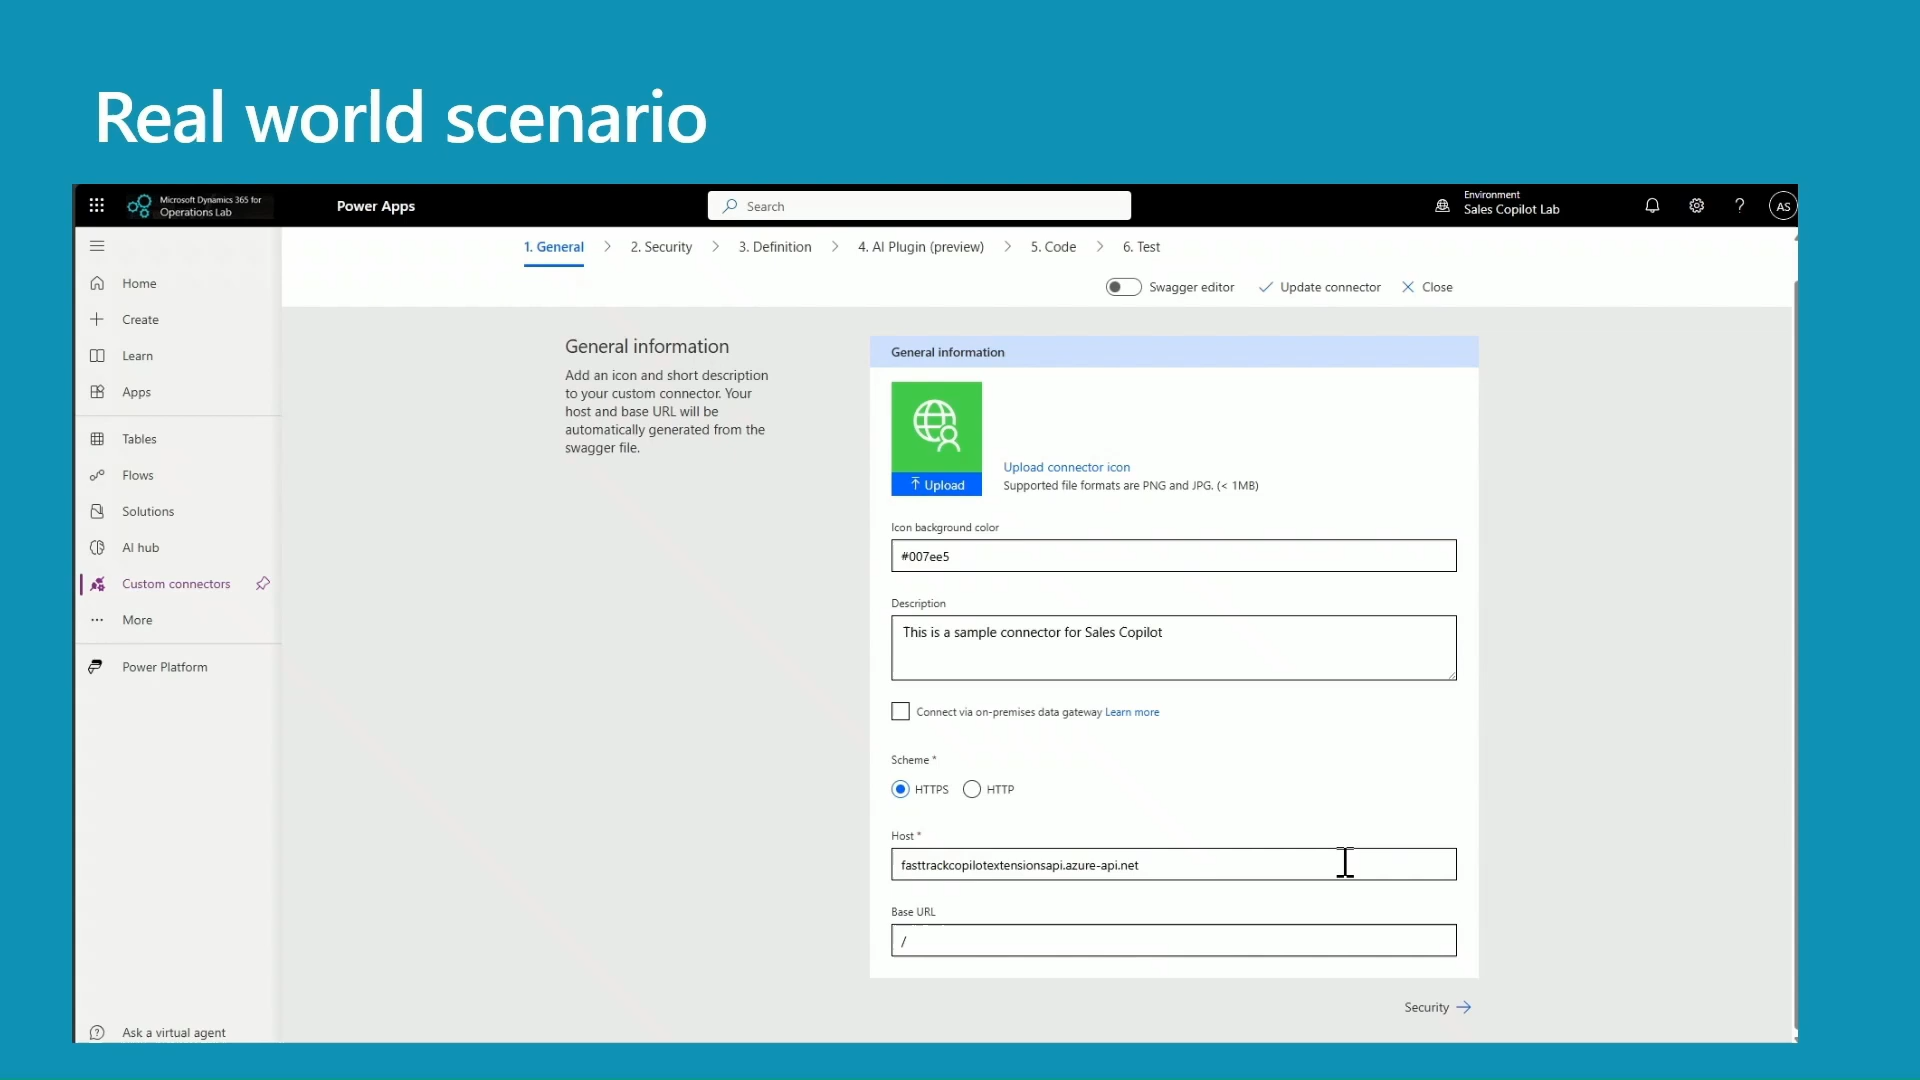 Real world scenario
Microsoft Dynamics 365 for
Operations Lab
Power Apps
Search
Environment
Sales Copilot Lab
?
AS
1. General
2. Security
3. Definition
4. AI Plugin (preview)
5. Code
6. Test
Swagger editor
Update connector
Close
Home
Create
Learn
Apps
Tables
Flows
Solutions
AI hub
Custom connectors
More
Power Platform
Ask a virtual agent
General information
Add an icon and short description
to your custom connector. Your
host and base URL will be
automatically generated from the
swagger file.
General information
Upload
Upload connector icon
Supported file formats are PNG and JPG. (< 1MB)
Icon background color
#007ee5
Description
This is a sample connector for Sales Copilot
Connect via on-premises data gateway Learn more
Scheme *
HTTPS
HTTP
Host *
fasttrackcopilotextensionsapi.azure-api.net
Base URL
/
Security